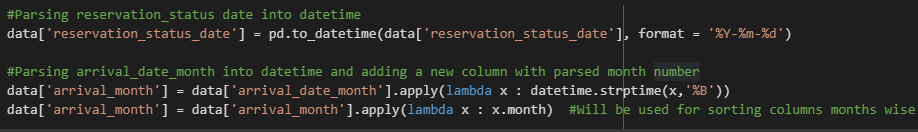 #Parsing reservation_status date into datetime
data['reservation_status_date'] = pd.to_datetime(data['reservation_status_date'], format = '%Y-%m-%d')
#Parsing arrival_date_month into datetime and adding a new column with parsed month number
data['arrival_month'] = data['arrival_date_month'].apply(lambda x : datetime.strptime(x,'%B'))
data['arrival_month'] = data['arrival_month'].apply(lambda x : x.month)  #Will be used for sorting columns months wise